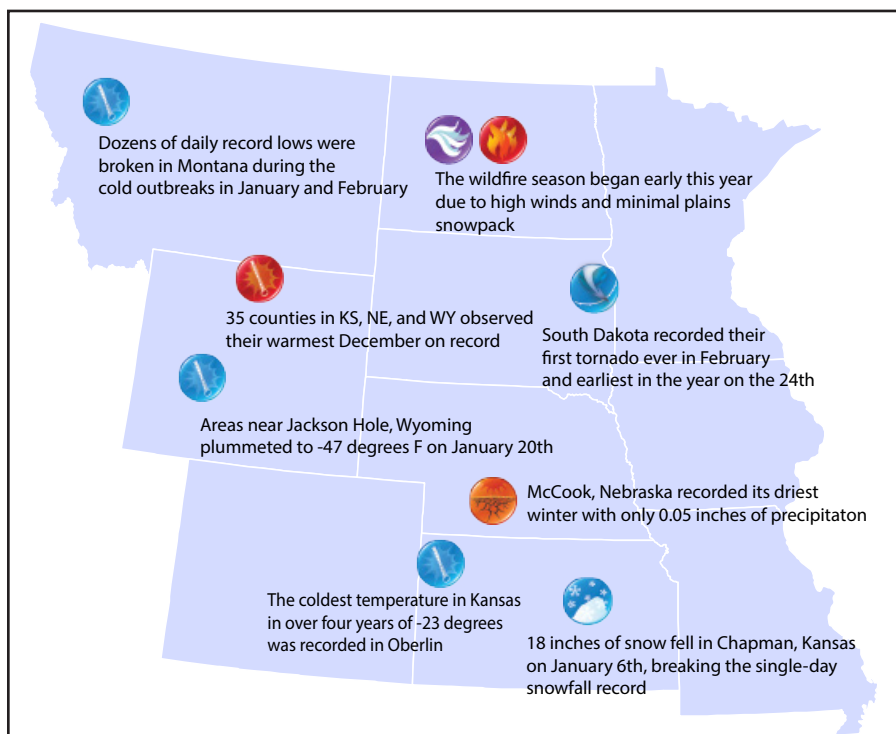 Dozens of daily record lows were
broken in Montana during the
cold outbreaks in January and February
The wildfire season began early this year
due to high winds and minimal plains
snowpack
35 counties in KS, NE, and WY observed
their warmest December on record
South Dakota recorded their
first tornado ever in February
and earliest in the year on the 24th
Areas near Jackson Hole, Wyoming
plummeted to -47 degrees F on January 20th
McCook, Nebraska recorded its driest
winter with only 0.05 inches of precipitaton
The coldest temperature in Kansas
in over four years of -23 degrees
was recorded in Oberlin
18 inches of snow fell in Chapman, Kansas
on January 6th, breaking the single-day
snowfall record